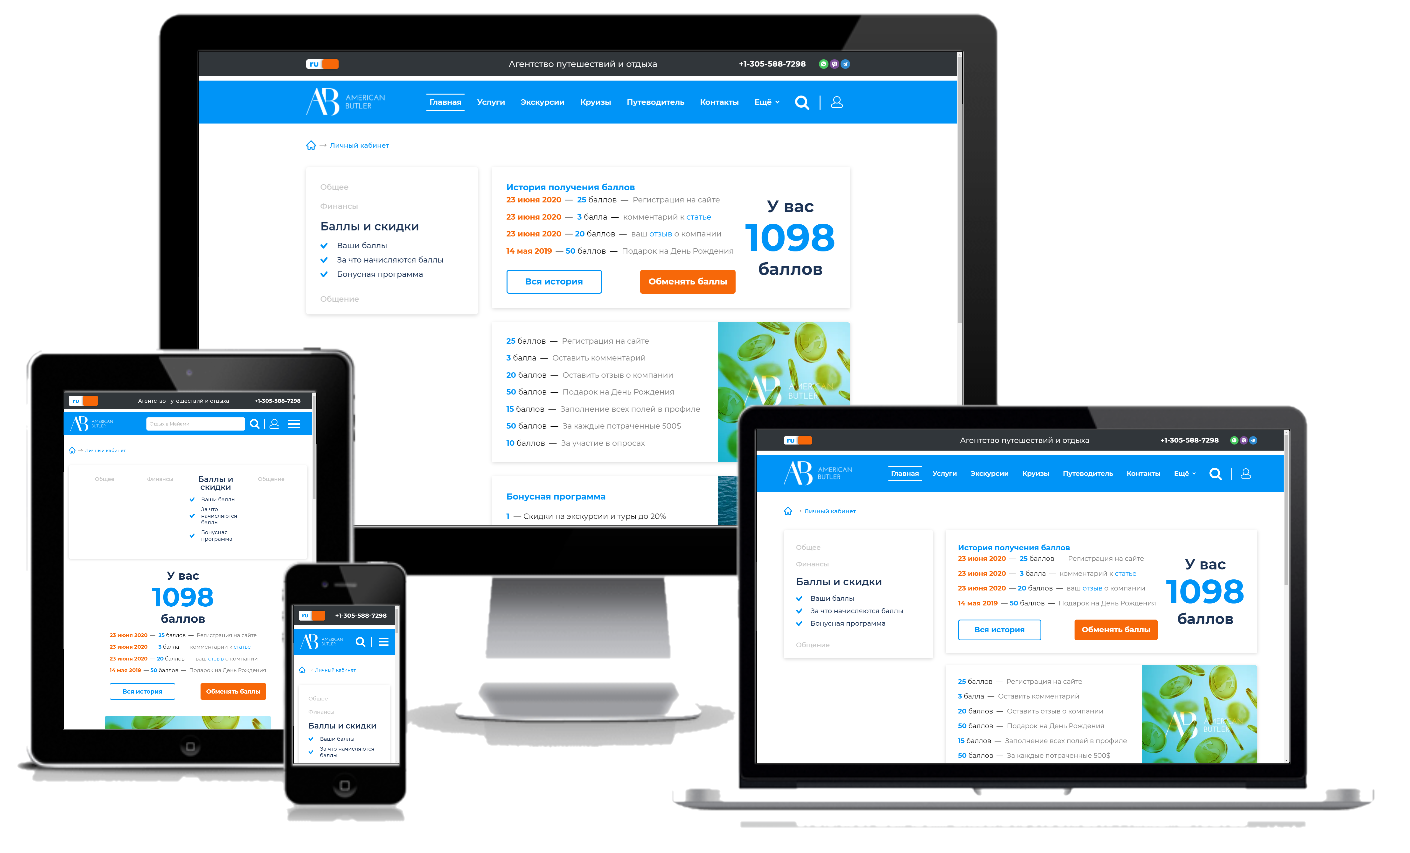 ru
Агентство путешествий и отдыха
+1-305-588-7298
AB AMERICAN
BUTLER
Главная Услуги Экскурсии Круизы Путеводитель Контакты Ещё
→ Личный кабинет
Общее
Финансы
Баллы и скидки
Ваши баллы
За что начисляются баллы
Бонусная программа
Общение
История получения баллов
23 июня 2020 — 25 баллов — Регистрация на сайте
23 июня 2020 — 3 балла — комментарий к статье
23 июня 2020 — 20 баллов — ваш отзыв о компании
14 мая 2019 — 50 баллов — Подарок на День Рождения
Вся история
Обменять баллы
У вас
1098
баллов
25 баллов — Регистрация на сайте
3 балла — Оставить комментарий
20 баллов — Оставить отзыв о компании
50 баллов — Подарок на День Рождения
15 баллов — Заполнение всех полей в профиле
50 баллов — За каждые потраченные 500$
10 баллов — За участие в опросах
AB AMERICAN
BUTLER
Бонусная программа
1 — Скидки на экскурсии и туры до 20%
ru
Агентство путешествий и отдыха
+1-305-588-7298
AB AMERICAN
BUTLER
Личный кабинет
Общее
Финансы
Баллы и
скидки
Ваши баллы
За что
начисляются
баллы
Бонусная
программа
Общение
У вас
1098
баллов
23 июня 2020 — 25 баллов — Регистрация на сайте
23 июня 2020 — 3 балла — комментарий к статье
23 июня 2020 — 20 баллов — ваш отзыв о компании
14 мая 2019 — 50 баллов — Подарок на День Рождения
Вся история
Обменять баллы
ru
+1-305-588-7298
AB AMERICAN
BUTLER
Личный кабинет
Общее
Финансы
Баллы и скидки
Ваши баллы
За что начисляются
баллы
ru
Агентство путешествий и отдыха
+1-305-588-7298
AB AMERICAN
BUTLER
Главная Услуги Экскурсии Круизы Путеводитель Контакты Ещё
→ Личный кабинет
Общее
Финансы
Баллы и скидки
Ваши баллы
За что начисляются баллы
Бонусная программа
Общение
История получения баллов
23 июня 2020 — 25 баллов — Регистрация на сайте
23 июня 2020 — 3 балла — комментарий к статье
23 июня 2020 — 20 баллов — ваш отзыв о компании
14 мая 2019 — 50 баллов — Подарок на День Рождения
Вся история
Обменять баллы
У вас
1098
баллов
25 баллов — Регистрация на сайте
3 балла — Оставить комментарий
20 баллов — Оставить отзыв о компании
50 баллов — Подарок на День Рождения
15 баллов — Заполнение всех полей в профиле
50 баллов — За каждые потраченные 500$
AB AMERICAN
BUTLER